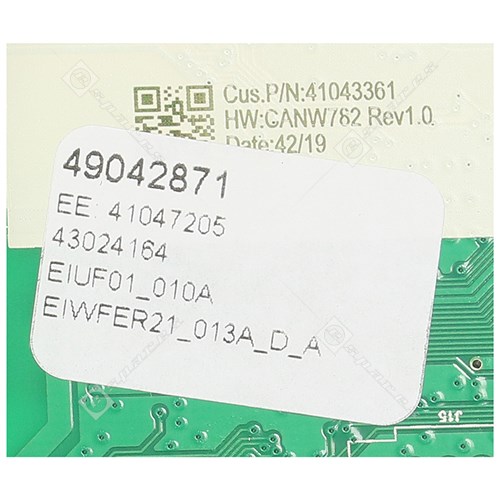 Cus.P/N:41043361
HW:CANW762 Rev1.0
Date:42/19
49042871
EE: 41047205
43024164
EIUF01_010A
EIWFER21_013A_D_A
J15